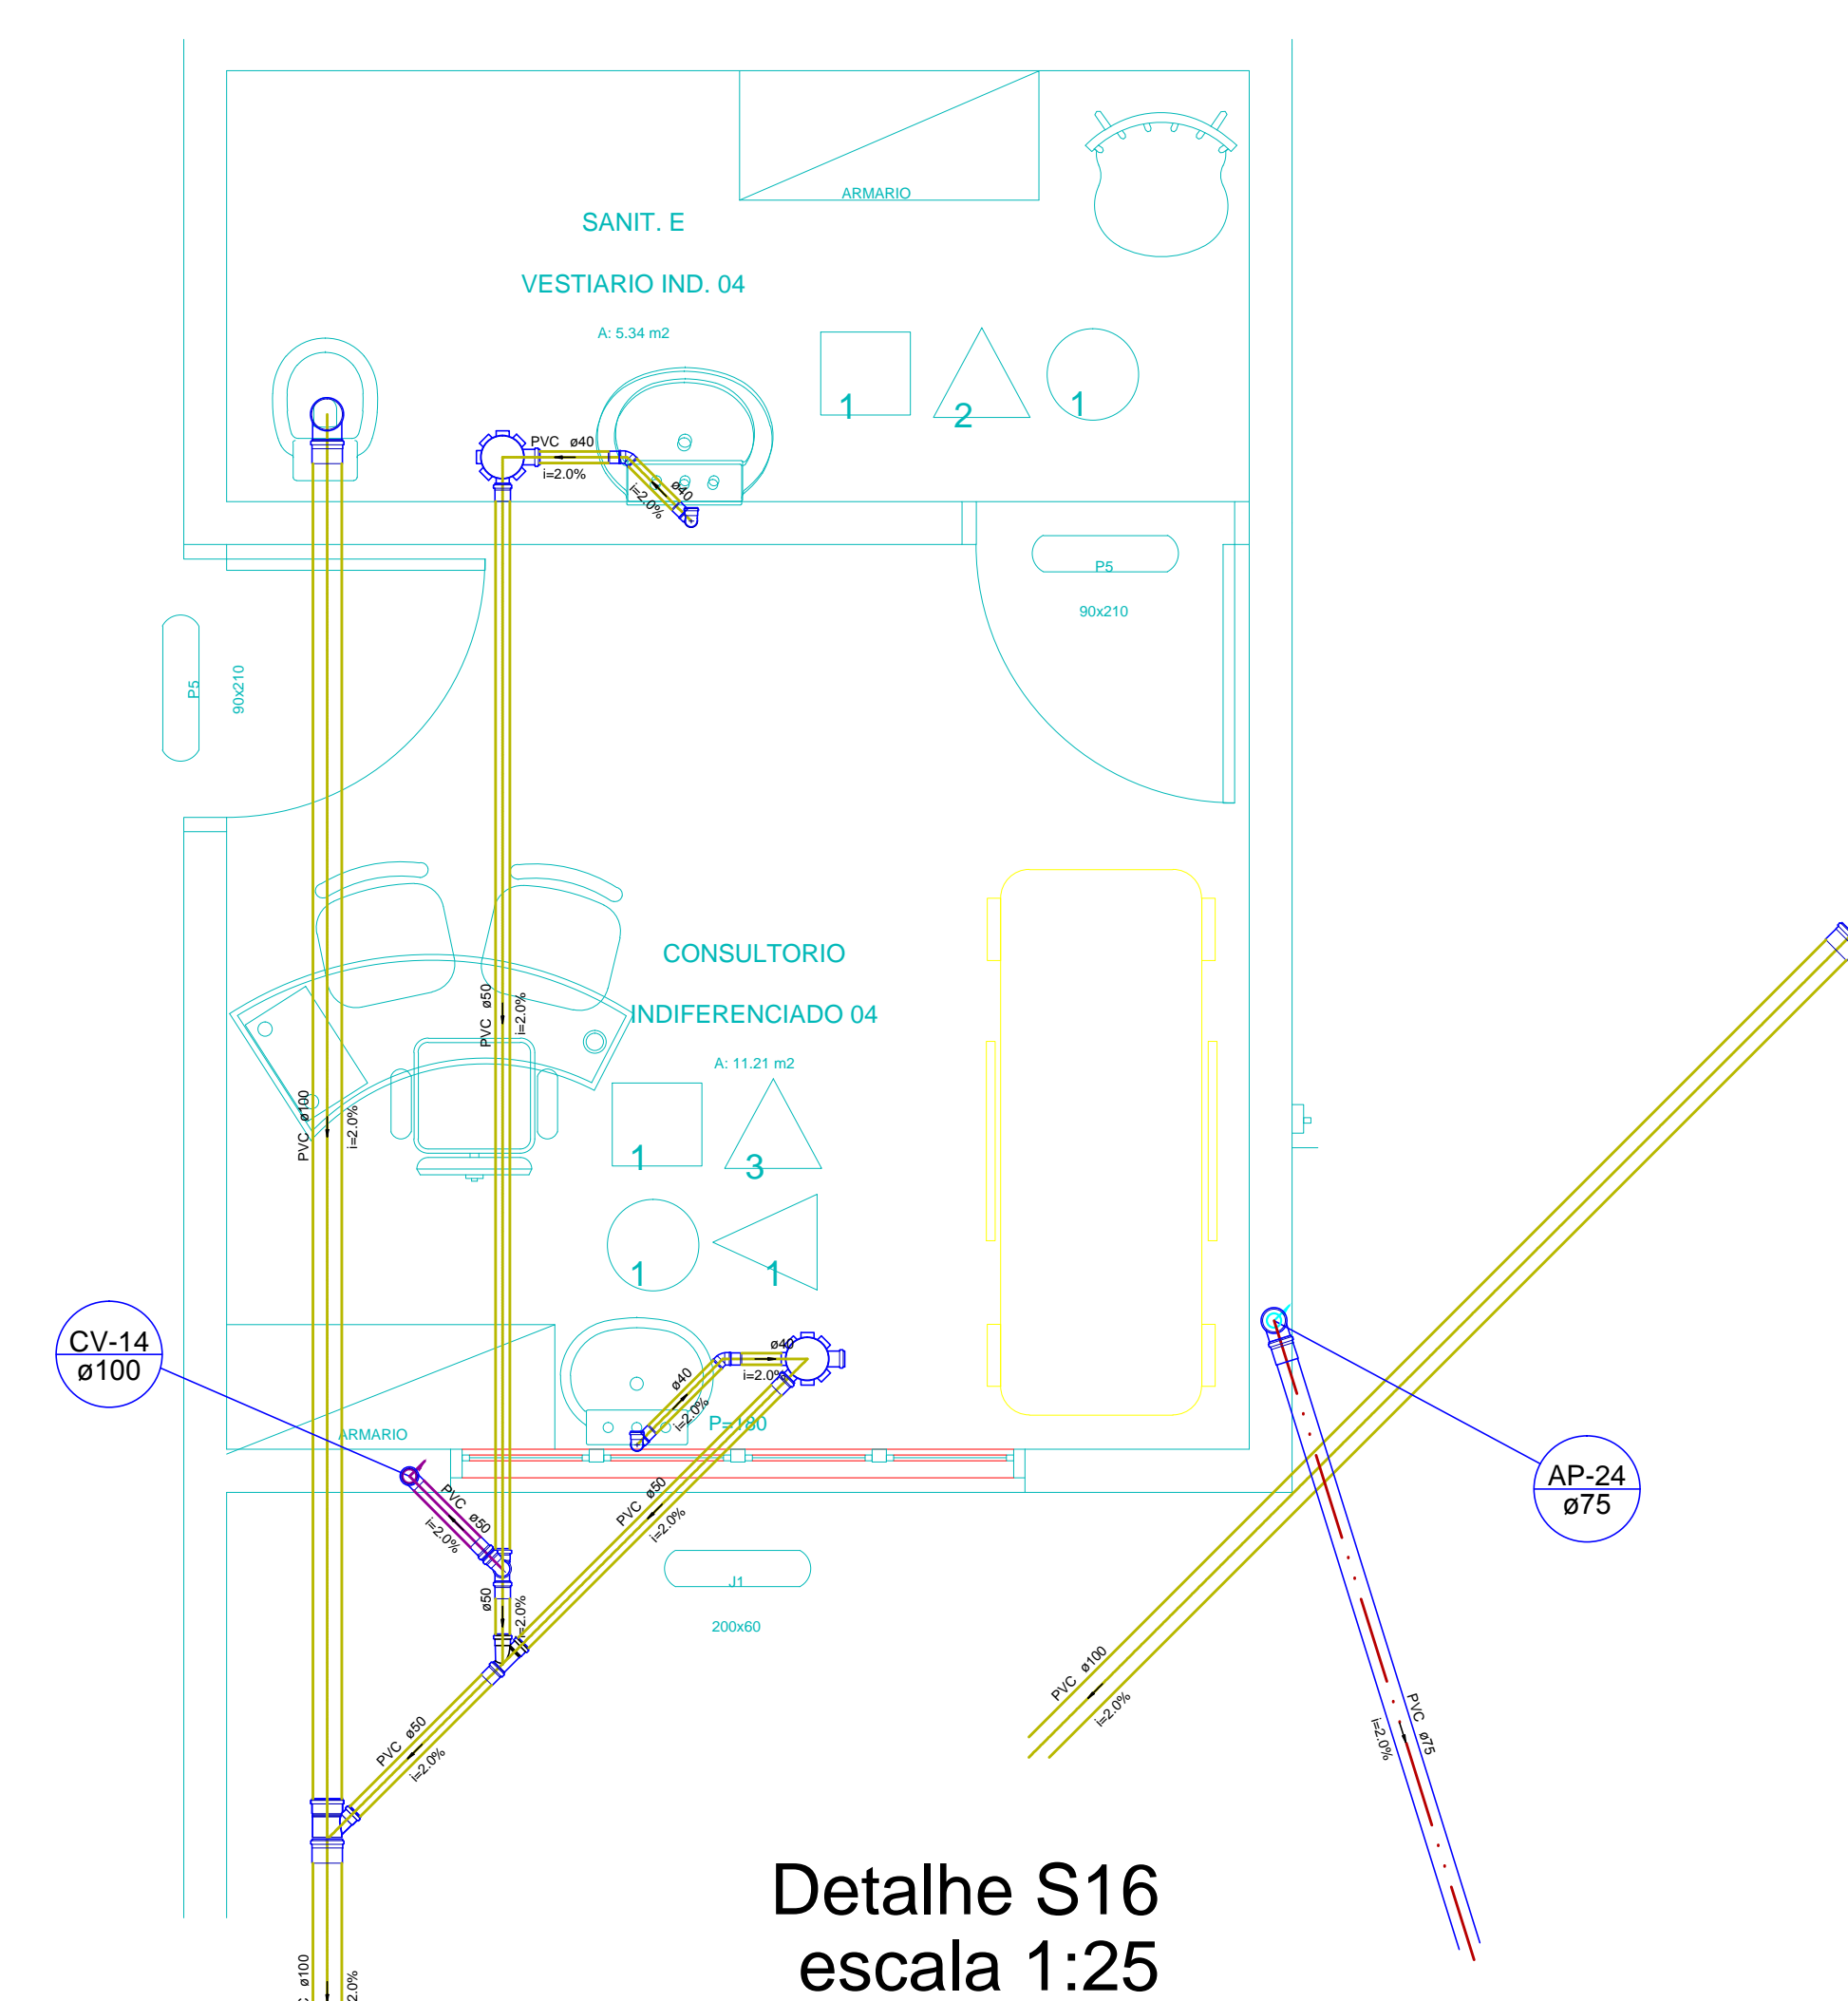 ARMARIO
SANIT. E
VESTIARIO IND. 04
A: 5.34 m2
1
2
1
PVC ø40
i=2.0%
ø40
i=2.0%
P5
90x210
P5
90x210
CONSULTORIO
INDIFERENCIADO 04
A: 11.21 m2
PVC ø50
i=2.0%
PVC ø100
i=2.0%
1
3
1
1
CV-14
ø100
ø40
i=2.0%
ø40
i=2.0%
P=180
ARMARIO
AP-24
ø75
PVC ø50
i=2.0%
PVC ø50
i=2.0%
J1
200x60
ø50
i=2.0%
PVC ø100
i=2.0%
PVC ø50
i=2.0%
PVC ø75
i=2.0%
Detalhe S16
escala 1:25
ø100
2.0%